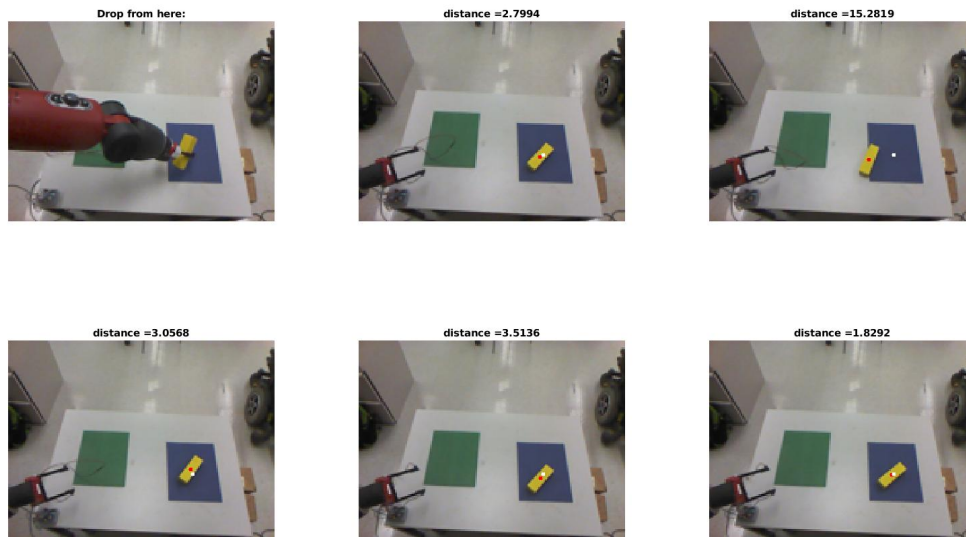 Drop from here:
distance =2.7994
distance =15.2819
distance =3.0568
distance =3.5136
distance =1.8292